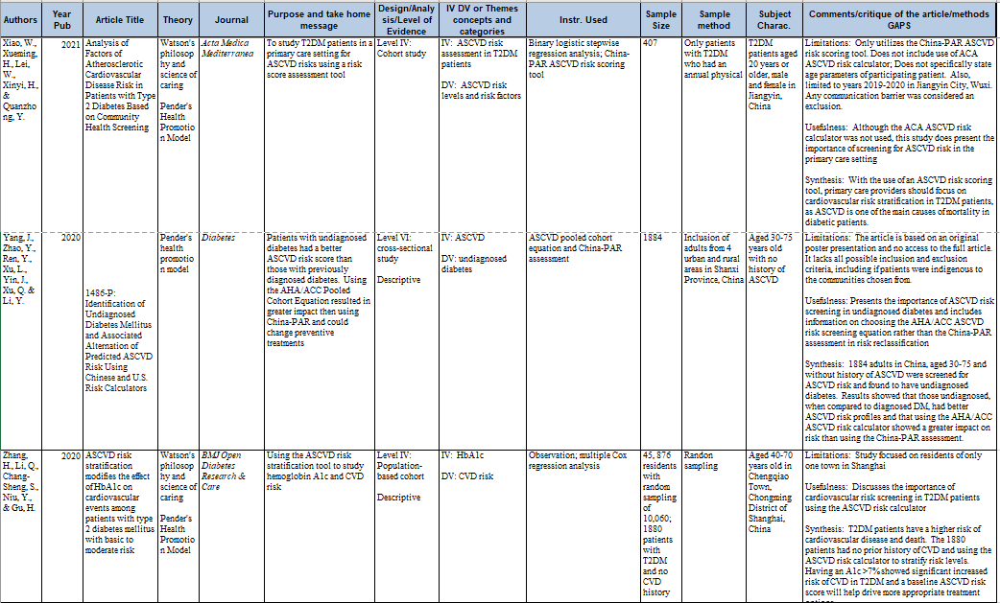 Authors
Year
Pub
Article Title
Theory
Journal
Purpose and take home
message
Design/Analy
sis/Level of
Evidence
IV DV or Themes
concepts and
categories
Instr. Used
Sample
Size
Sample
method
Subject
Charac.
Comments/critique of the article/methods
GAPS
Xiao, W.,
Xueming,
H., Lei,
W.,
Xinyi, H.,
&
Quanzho
ng, Y.
2021
Analysis of
Factors of
Atherosclerotic
Cardiovascular
Disease Risk in
Patients with Type
2 Diabetes Based
on Community
Health Screening
Watson's
philosop
hy and
science of
caring
Pender's
Health
Promotio
n Model
Acta Medica
Mediterranea
To study T2DM patients in a
primary care setting for
ASCVD risks using a risk
score assessment tool
Level IV:
Cohort study
IV: ASCVD risk
assessment in T2DM
patients
DV: ASCVD risk
levels and risk factors
Binary logistic stepwise
regression analysis; China-
PAR ASCVD risk scoring
tool
407
Only patients
with T2DM
who had an
annual physical
T2DM
patients aged
20 years or
older, male
and female in
Jiangyin,
China
Limitations: Only utilizes the China-PAR ASCVD
risk scoring tool. Does not include use of ACA
ASCVD risk calculator; Does not specifically state
age parameters of participating patient. Also,
limited to years 2019-2020 in Jiangyin City, Wuxi.
Any communication barrier was considered an
exclusion.
Usefulness: Although the ACA ASCVD risk
calculator was not used, this study does present the
importance of screening for ASCVD risk in the
primary care setting
Synthesis: With the use of an ASCVD risk scoring
tool, primary care providers should focus on
cardiovascular risk stratification in T2DM patients,
as ASCVD is one of the main causes of mortality in
diabetic patients.
Yang, J.,
Zhao, Y.,
Ren, Y.,
Xu, L.,
Yin, J.,
Xu, Q. &
Li, Y.
2020
1486-P:
Identification of
Undiagnosed
Diabetes Mellitus
and Associated
Alternation of
Predicted ASCVD
Risk Using
Chinese and U.S.
Risk Calculators
Pender's
health
promotio
n model
Diabetes
Patients with undiagnosed
diabetes had a better
ASCVD risk score than
those with previously
diagnosed diabetes. Using
the AHA/ACC Pooled
Cohort Equation resulted in
greater impact then using
China-PAR and could
change preventive
treatments
Level VI:
cross-sectional
study
Descriptive
IV: ASCVD
DV: undiagnosed
diabetes
ASCVD pooled cohort
equation and China-PAR
assessment
1884
Inclusion of
adults from 4
urban and rural
areas in Shanxi
Province, China
Aged 30-75
years old
with no
history of
ASCVD
Limitations: The article is based on an original
poster presentation and no access to the full article.
It lacks all possible inclusion and exclusion
criteria, including if patients were indigenous to
the communities chosen from.
Usefulness: Presents the importance of ASCVD risk
screening in undiagnosed diabetes and includes
information on choosing the AHA/ACC ASCVD
risk screening equation rather than the China-PAR
assessment in risk reclassification
Synthesis: 1884 adults in China, aged 30-75 and
without history of ASCVD were screened for
ASCVD risk and found to have undiagnosed
diabetes. Results showed that those undiagnosed,
when compared to diagnosed DM, had better
ASCVD risk profiles and that using the AHA/ACC
ASCVD risk calculator showed a greater impact on
risk than using the China-PAR assessment.
Zhang,
H., Li, Q.,
Chang-
Sheng, S.,
Niu, Y.,
& Gu, H.
2020
ASCVD risk
stratification
modifies the effect
of HbA1c on
cardiovascular
events among
patients with type
2 diabetes mellitus
with basic to
moderate risk
Watson's
philosop
hy and
science of
caring
Pender's
Health
Promotio
n Model
BMJ Open
Diabetes
Research &
Care
Using the ASCVD risk
stratification tool to study
hemoglobin A1c and CVD
risk
Level IV:
Population-
based cohort
Descriptive
IV: HbA1c
DV: CVD risk
Observation; multiple Cox
regression analysis
45, 876
residents
with
random
sampling
of
10,060;
1880
patients
with
T2DM
and no
CVD
history
Randon
sampling
Aged 40-70
years old in
Chengqiao
Town,
Chongming
District of
Shanghai,
China
Limitations: Study focused on residents of only
one town in Shanghai
Usefulness: Discusses the importance of
cardiovascular risk screening in T2DM patients
using the ASCVD risk calculator
Synthesis: T2DM patients have a higher risk of
cardiovascular disease and death. The 1880
patients had no prior history of CVD and using the
ASCVD risk calculator to stratify risk levels.
Having an A1c >7% showed significant increased
risk of CVD in T2DM and a baseline ASCVD risk
score will help drive more appropriate treatment